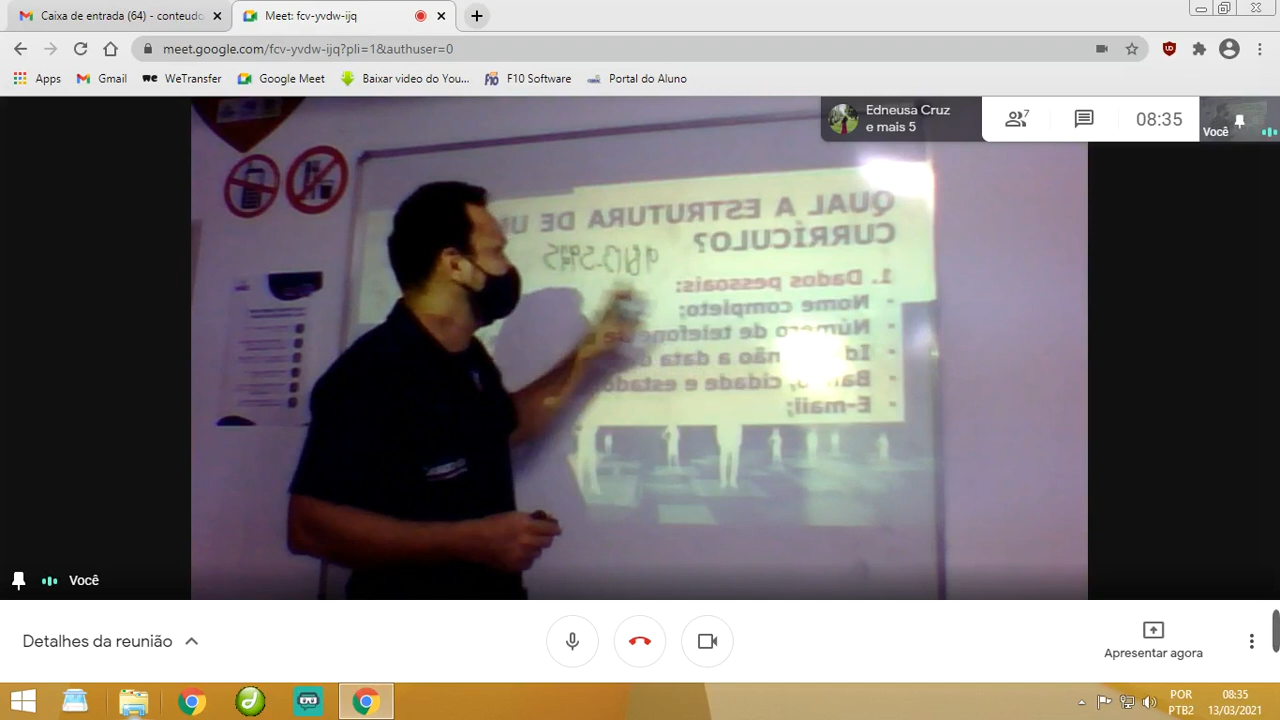 Caixa de entrada (64) - conteudo
Meet: fcv-yvdw-ijq
meet.google.com/fcv-yvdw-ijq?pli=1&authuser=0
Apps
Gmail
WeTransfer
Google Meet
Baixar video do You...
F10 Software
Portal do Aluno
Edneusa Cruz
e mais 5
7
08:35
Você
QUAL A ESTRUTURA DE
CURRÍCULO?
1. Dados pessoais:
- Nome completo;
- Número de telefone
- não a data
- cidade e estado
- E-mail;
Você
Detalhes da reunião
Apresentar agora
POR
PTB2
08:35
13/03/2021